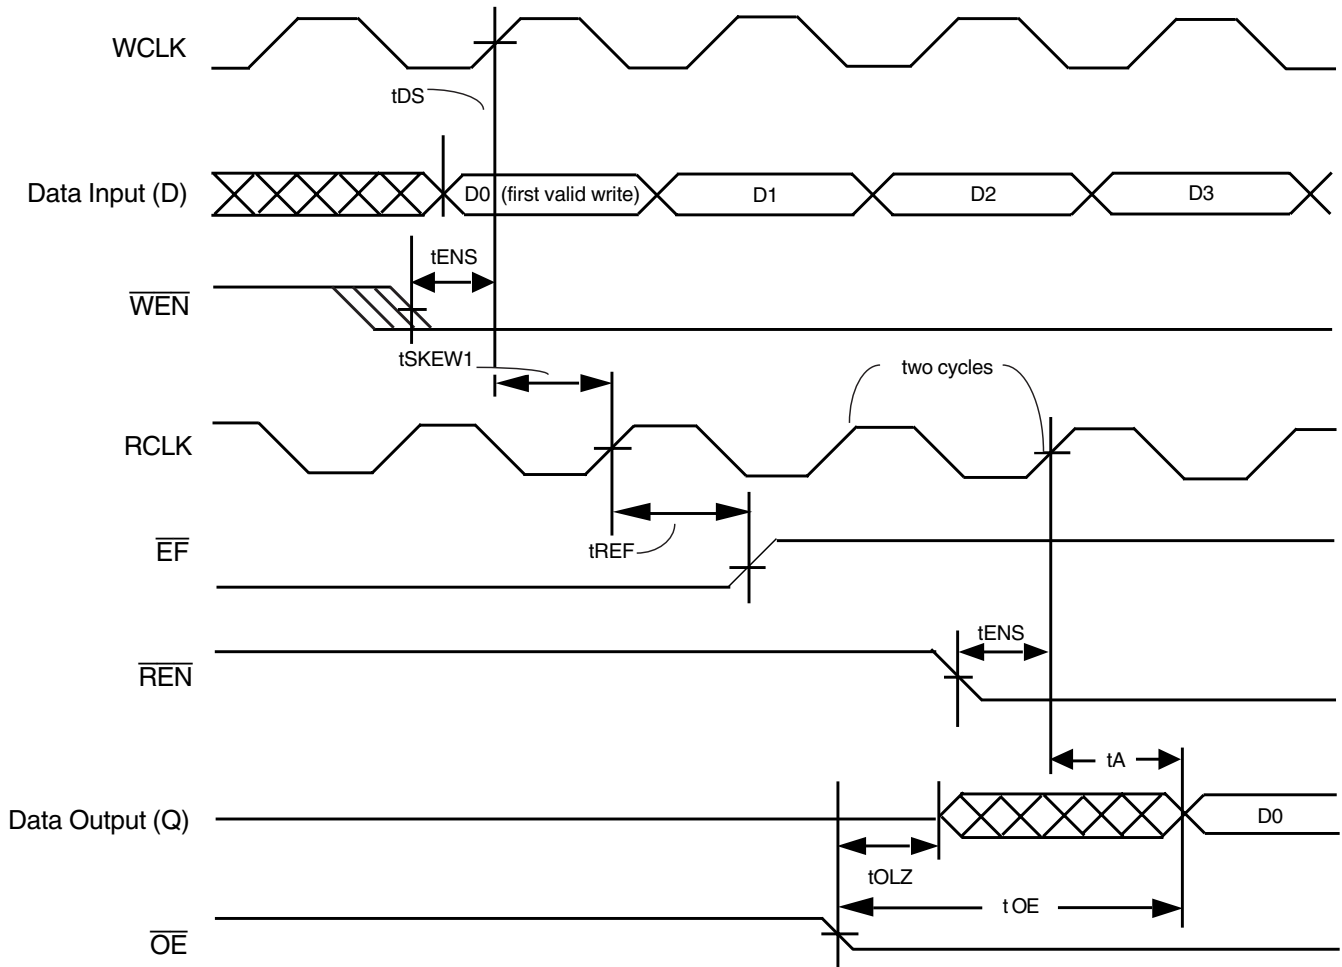 WCLK
tDS
Data Input (D)
D0 (first valid write)
D1
D2
D3
tENS
WEN
tSKEW1
two cycles
RCLK
EF
tREF
tENS
REN
tA
Data Output (Q)
D0
tOLZ
t OE
OE